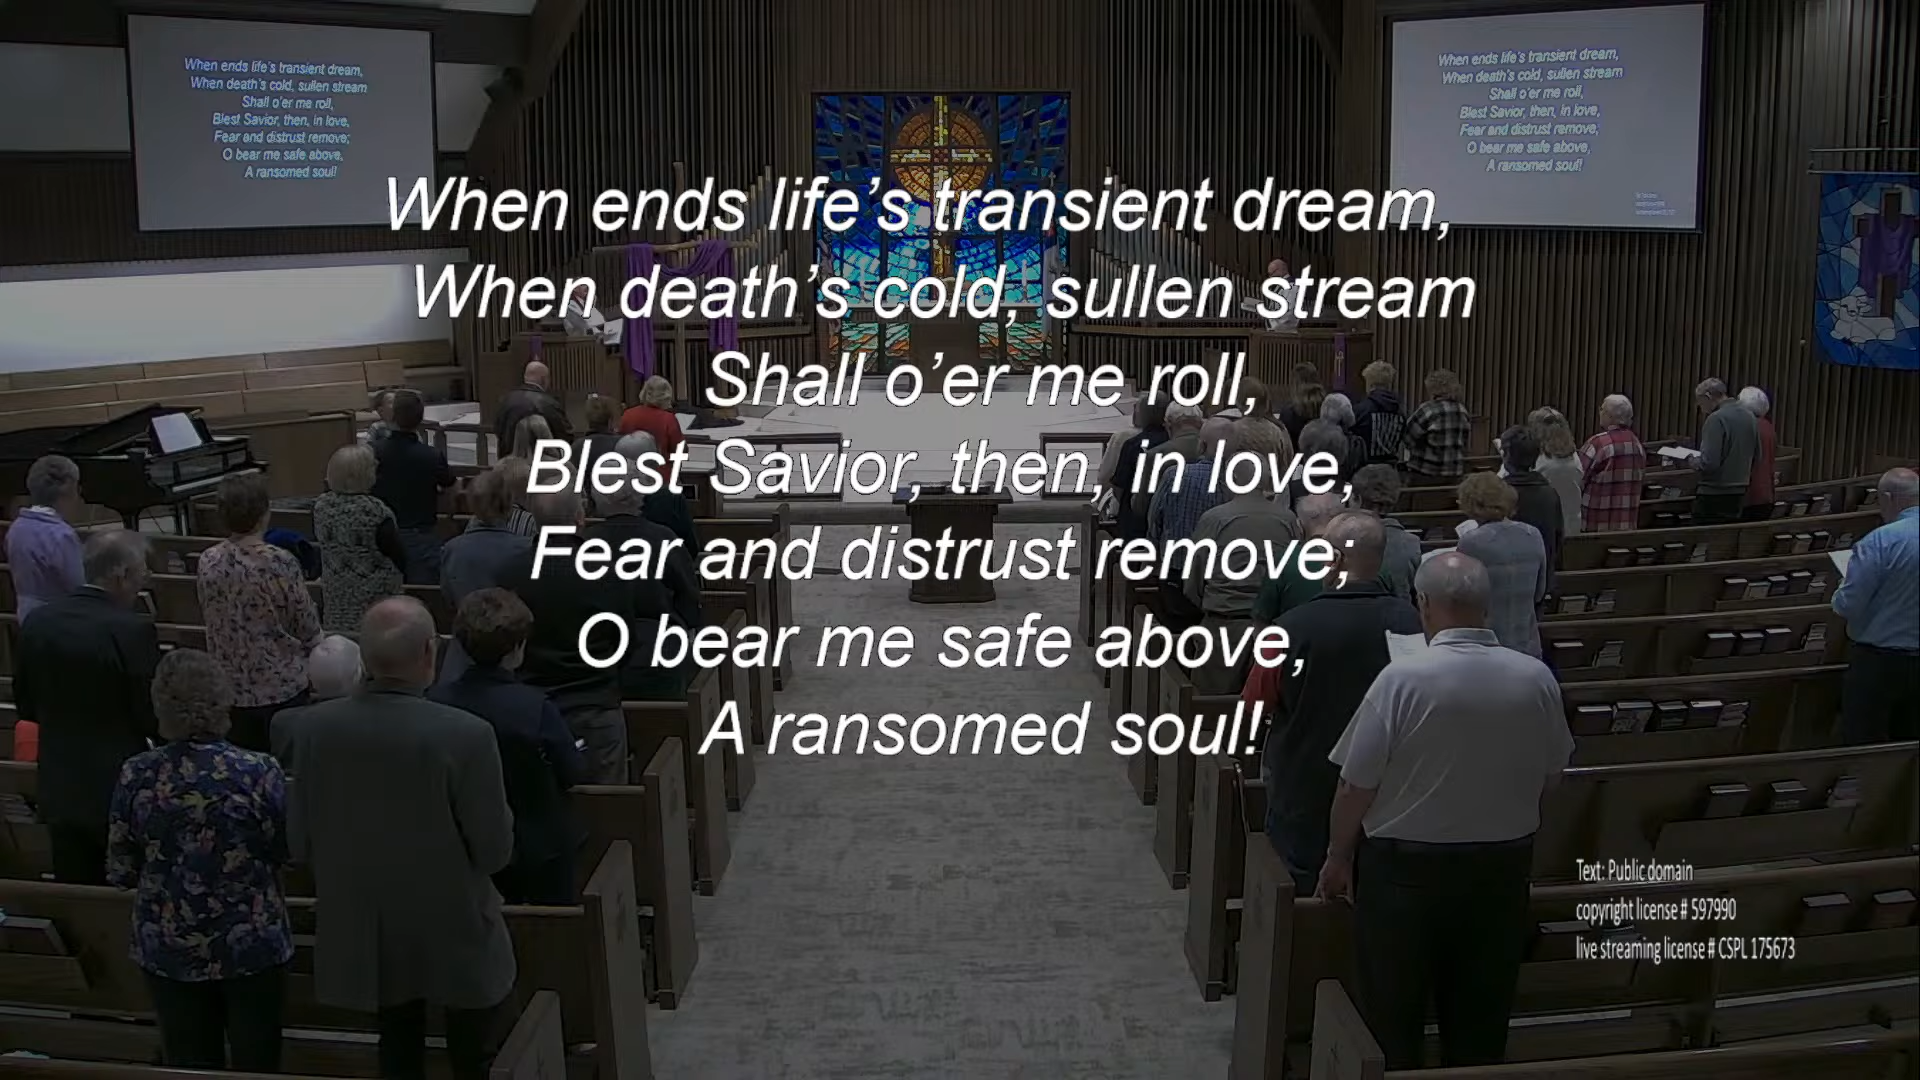 When ends life's transient dream,
When death's cold, sullen stream
Shall o'er me roll,
Blest Savior, then, in love,
Fear and distrust remove;
O bear me safe above,
A ransomed soul!
When ends life's transient dream,
When death's cold, sullen stream
Shall o'er me roll,
Blest Savior, then, in love,
Fear and distrust remove;
O bear me safe above,
A ransomed soul!
When ends life’s transient dream,
When death’s cold, sullen stream
Shall o’er me roll,
Blest Savior, then, in love,
Fear and distrust remove;
O bear me safe above,
A ransomed soul!
Text: Public domain
copyright license # 597990
live streaming license # CSPL 175673